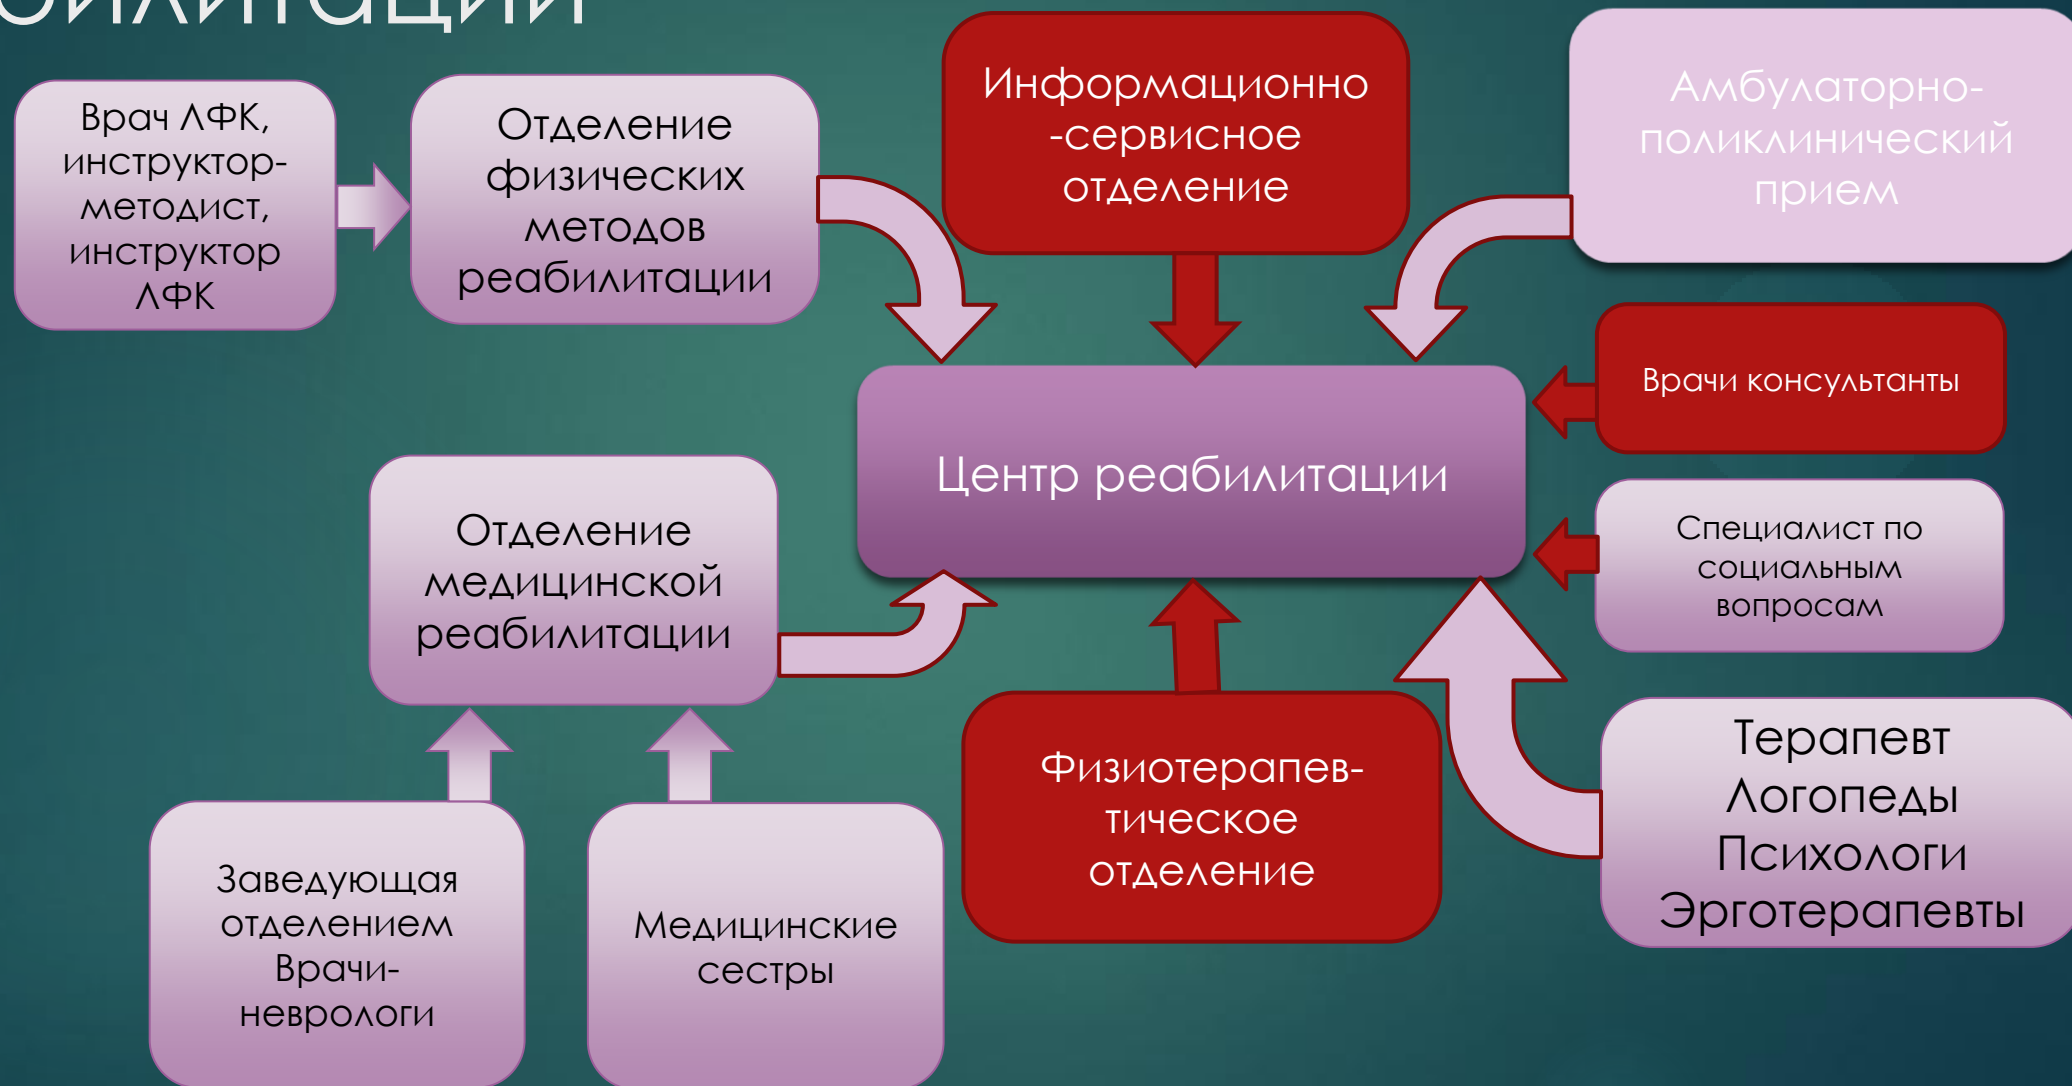 билитации
Врач ЛФК,
инструктор-
методист,
инструктор
ЛФК
Отделение
физических
методов
реабилитации
Информационно
-сервисное
отделение
Амбулаторно-
поликлинический
прием
Врачи консультанты
Центр реабилитации
Специалист по
социальным
вопросам
Отделение
медицинской
реабилитации
Терапевт
Логопеды
Психологи
Эрготерапевты
Физиотерапев-
тическое
отделение
Заведующая
отделением
Врачи-
неврологи
Медицинские
сестры